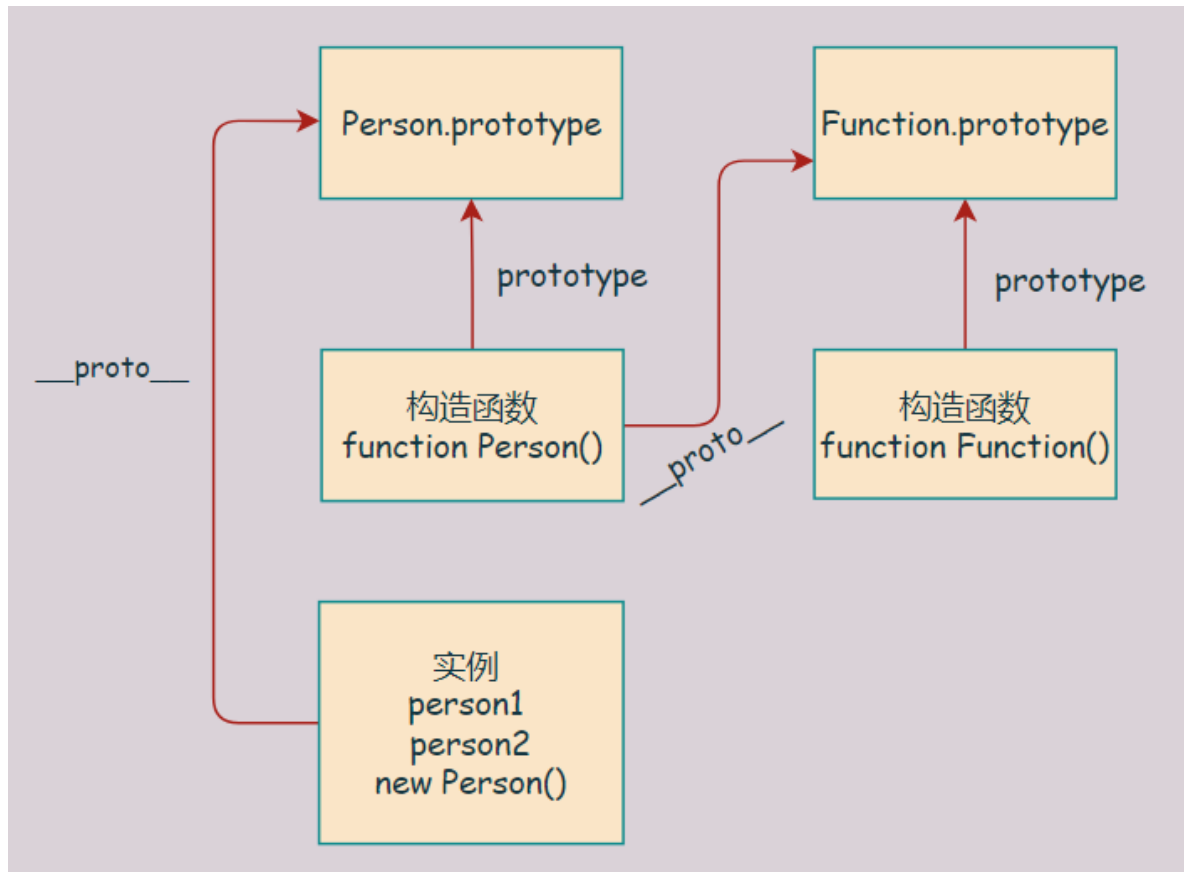 Person.prototype
Function.prototype
prototype
prototype
__proto__
构造函数
function Person()
__proto__
构造函数
function Function()
实例
person1
person2
new Person()